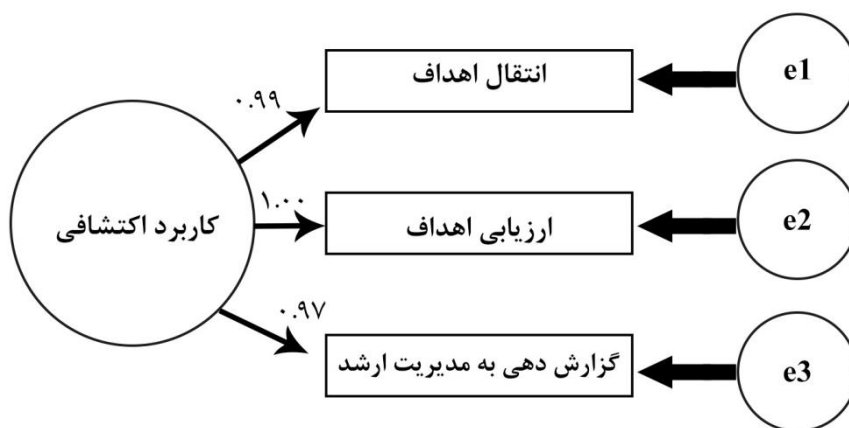 انتقال اهداف
e1
۰.۹۹
۱.۰۰
کاربرد اکتشافی
ارزیابی اهداف
e2
۰.۹۷
گزارش دهی به مدیریت ارشد
e3